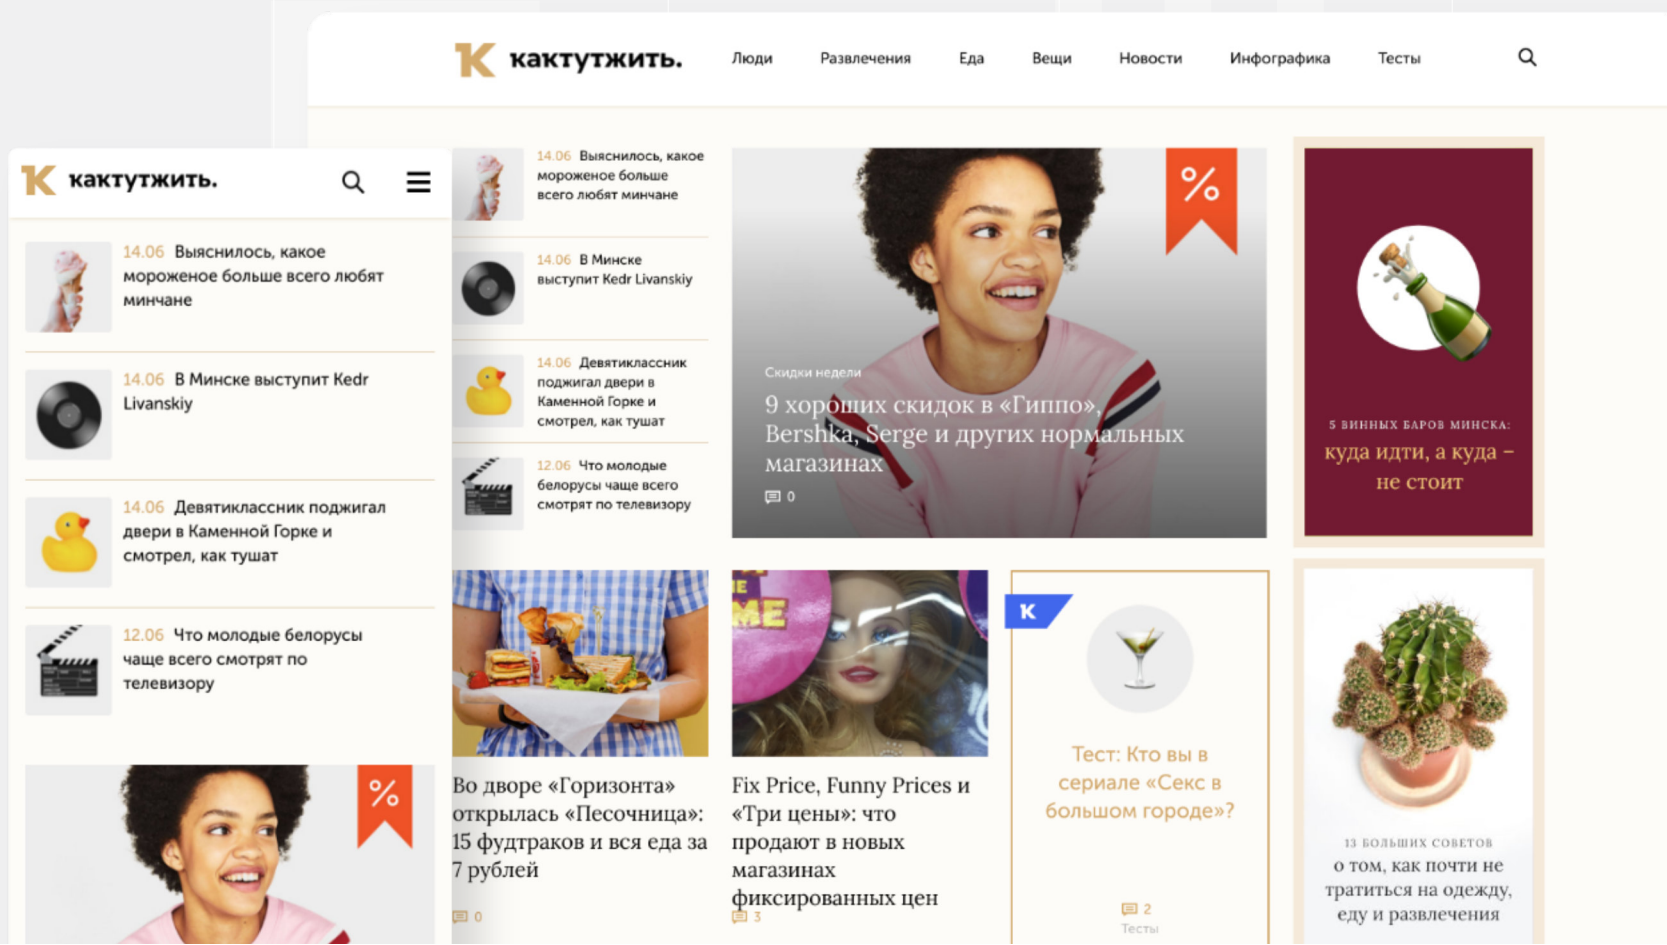 К кактутжить.
Люди Развлечения Еда Вещи Новости Инфографика Тесты
К кактутжить.
14.06 Выяснилось, какое
мороженое больше всего любят
минчане
14.06 В Минске выступит Kedr
Livanskiy
14.06 Девятиклассник поджигал
двери в Каменной Горке и
смотрел, как тушат
12.06 Что молодые белорусы
чаще всего смотрят по
телевизору
%
14.06 Выяснилось, какое
мороженое больше
всего любят минчане
14.06 В Минске
выступит Kedr Livanskiy
14.06 Девятиклассник
поджигал двери в
Каменной Горке и
смотрел, как тушат
12.06 Что молодые
белорусы чаще всего
смотрят по телевизору
%
Скидки недели
9 хороших скидок в «Гиппо»,
Bershka, Serge и других нормальных
магазинах
0
5 ВИННЫХ БАРОВ МИНСКА:
куда идти, а куда –
не стоит
Во дворе «Горизонта»
открылась «Песочница»:
15 фудтраков и вся еда за
7 рублей
0
ME
Fix Price, Funny Prices и
«Три цены»: что
продают в новых
магазинах
фиксированных цен
3
К
Тест: Кто вы в
сериале «Секс в
большом городе»?
2
Тесты
13 БОЛЬШИХ СОВЕТОВ
о том, как почти не
тратиться на одежду,
еду и развлечения